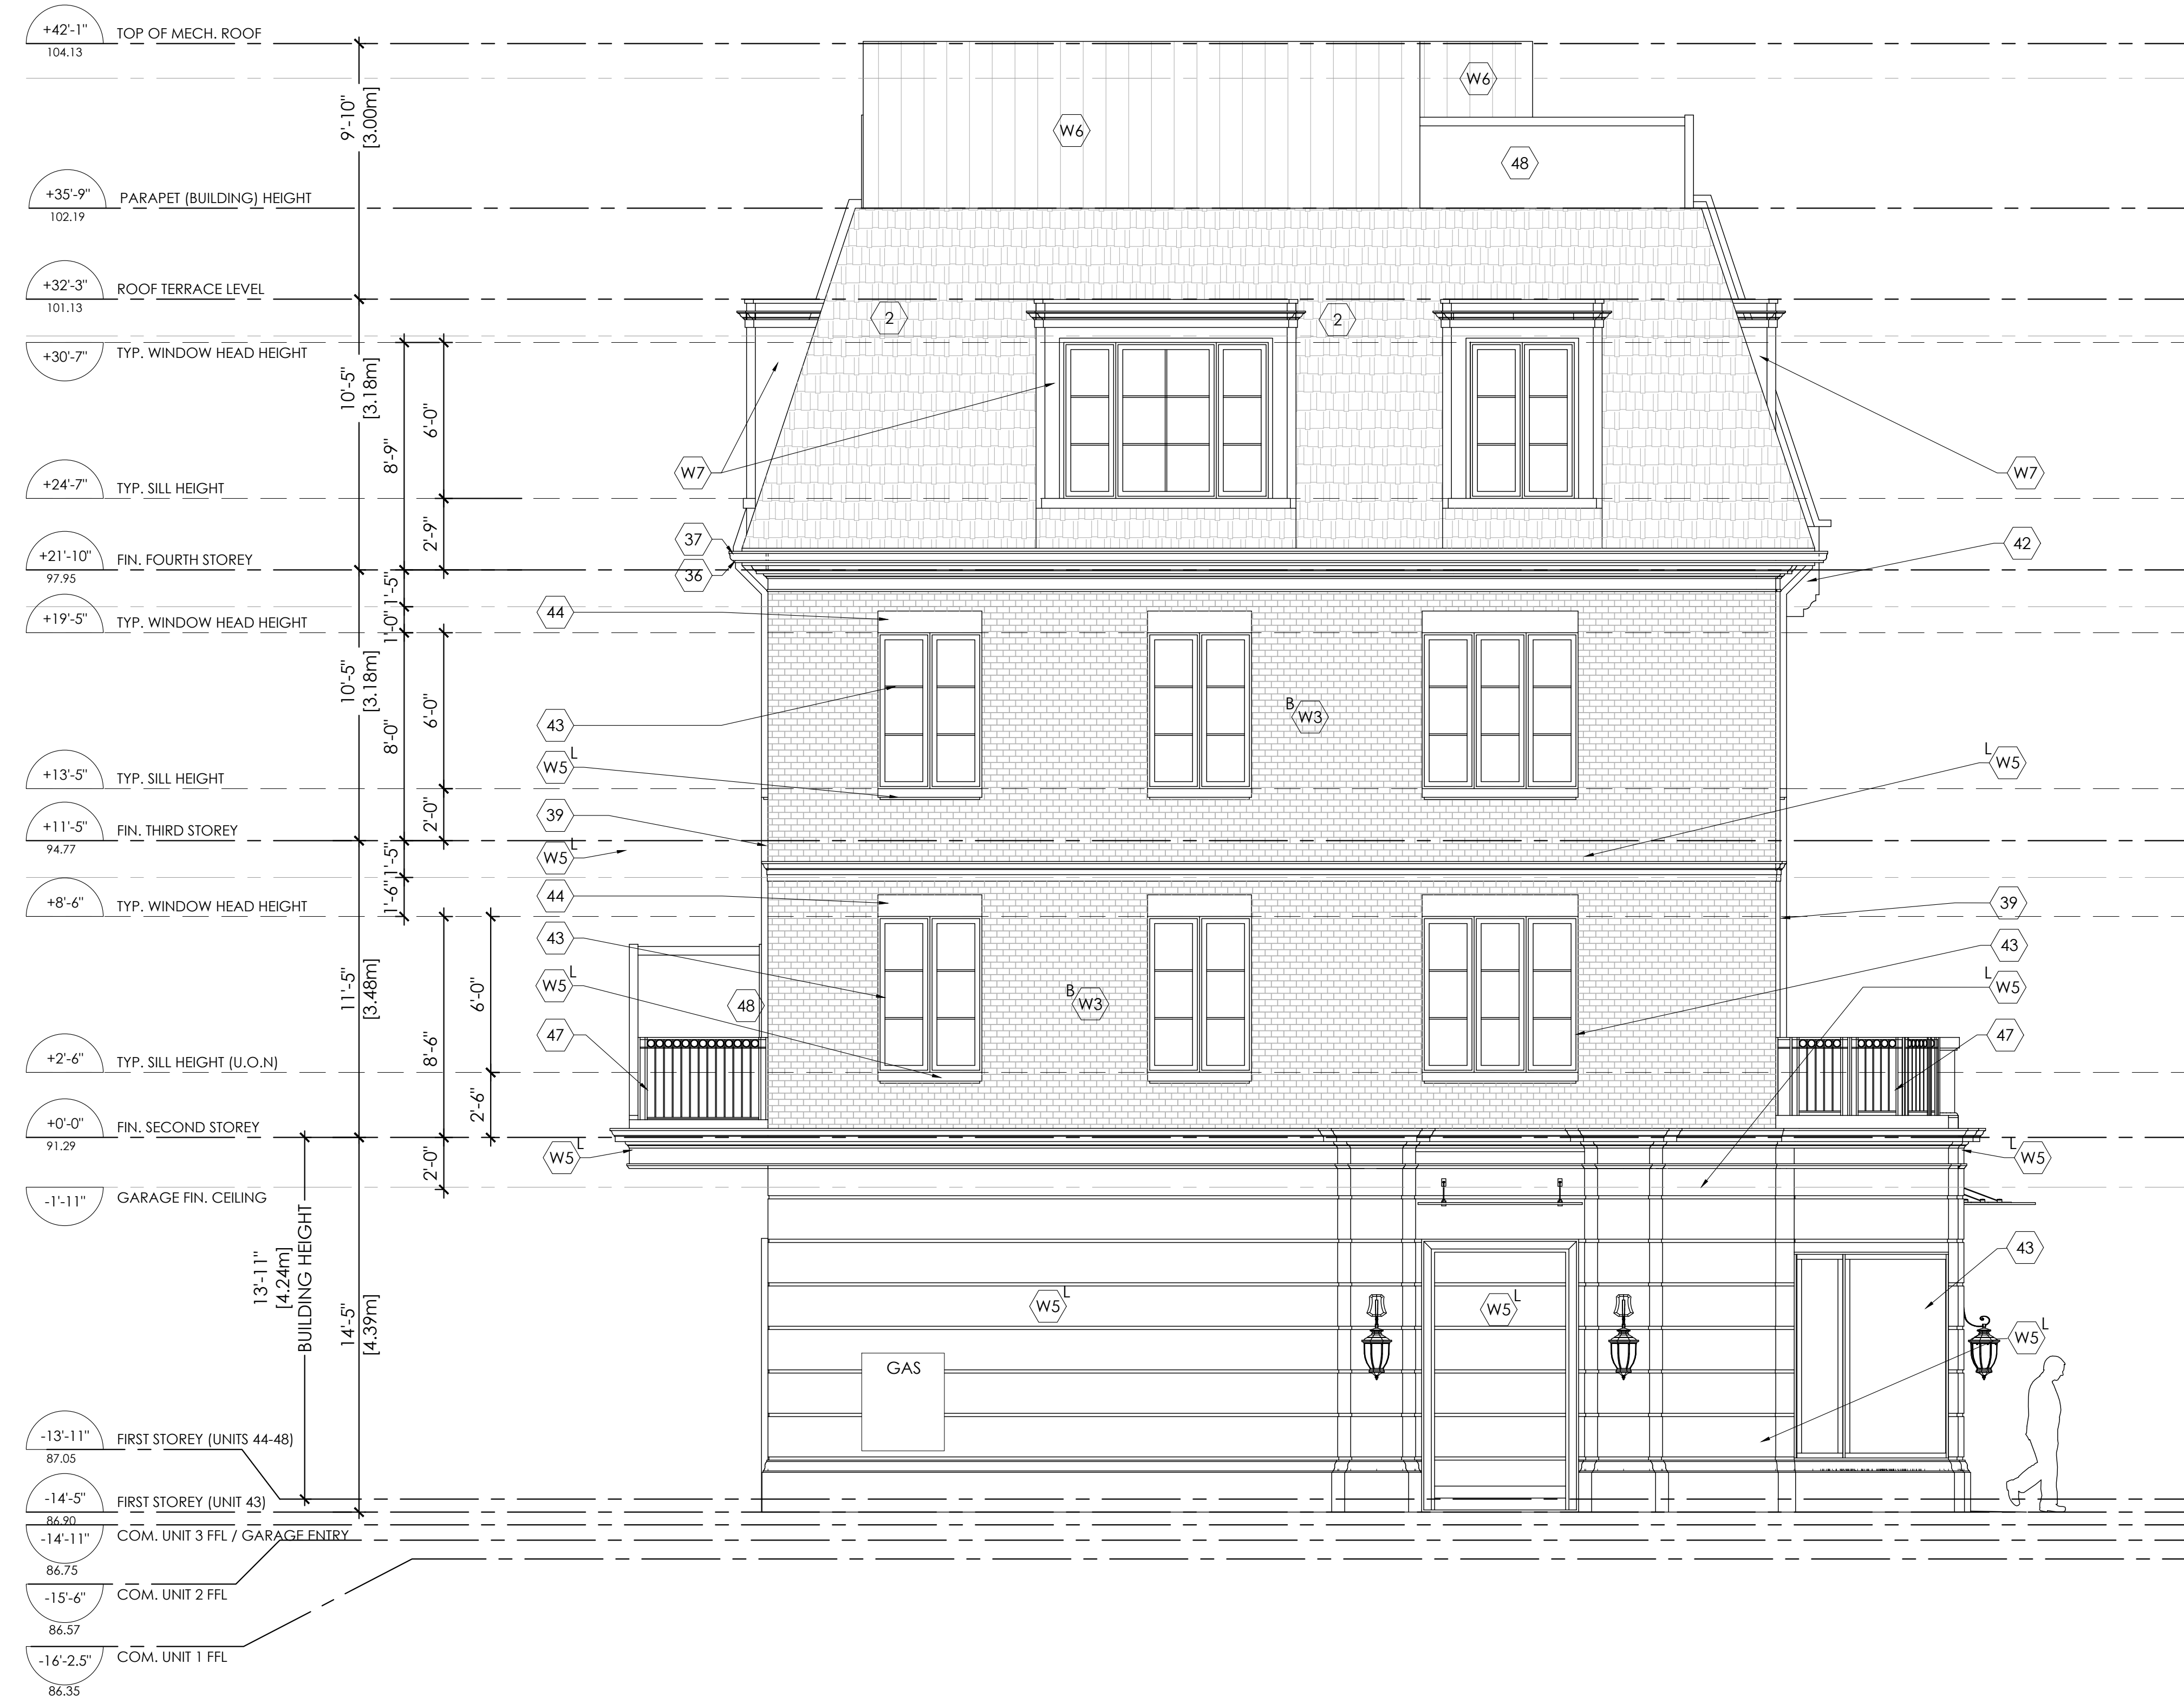 +42'-1" TOP OF MECH. ROOF
104.13
W6
9'-10"
[3.00m]
W6
48
+35'-9" PARAPET (BUILDING) HEIGHT
102.19
+32'-3" ROOF TERRACE LEVEL
101.13
2
2
+30'-7" TYP. WINDOW HEAD HEIGHT
10'-5"
[3.18m]
6'-0"
8'-9"
W7
W7
+24'-7" TYP. SILL HEIGHT
2'-9"
37
42
+21'-10" FIN. FOURTH STOREY
97.95
36
1'-5"
44
+19'-5" TYP. WINDOW HEAD HEIGHT
1'-0"
10'-5"
[3.18m]
6'-0"
8'-0"
43
B
W3
W5 L
L
W5
+13'-5" TYP. SILL HEIGHT
2'-0"
39
+11'-5" FIN. THIRD STOREY
94.77
W5 L
1'-5"
1'-6"
44
+8'-6" TYP. WINDOW HEAD HEIGHT
39
43
43
11'-5"
[3.48m]
6'-0"
W5 L
L
W5
48
B
W3
8'-6"
47
47
+2'-6" TYP. SILL HEIGHT (U.O.N)
2'-6"
+0'-0" FIN. SECOND STOREY
91.29
W5 L
L
W5
2'-0"
-1'-11" GARAGE FIN. CEILING
13'-11"
[4.24m]
BUILDING HEIGHT
14'-5"
[4.39m]
43
W5 L
W5 L
W5 L
GAS
-13'-11" FIRST STOREY (UNITS 44-48)
87.05
-14'-5" FIRST STOREY (UNIT 43)
86.90
-14'-11" COM. UNIT 3 FFL / GARAGE ENTRY
86.75
-15'-6" COM. UNIT 2 FFL
86.57
-16'-2.5" COM. UNIT 1 FFL
86.35